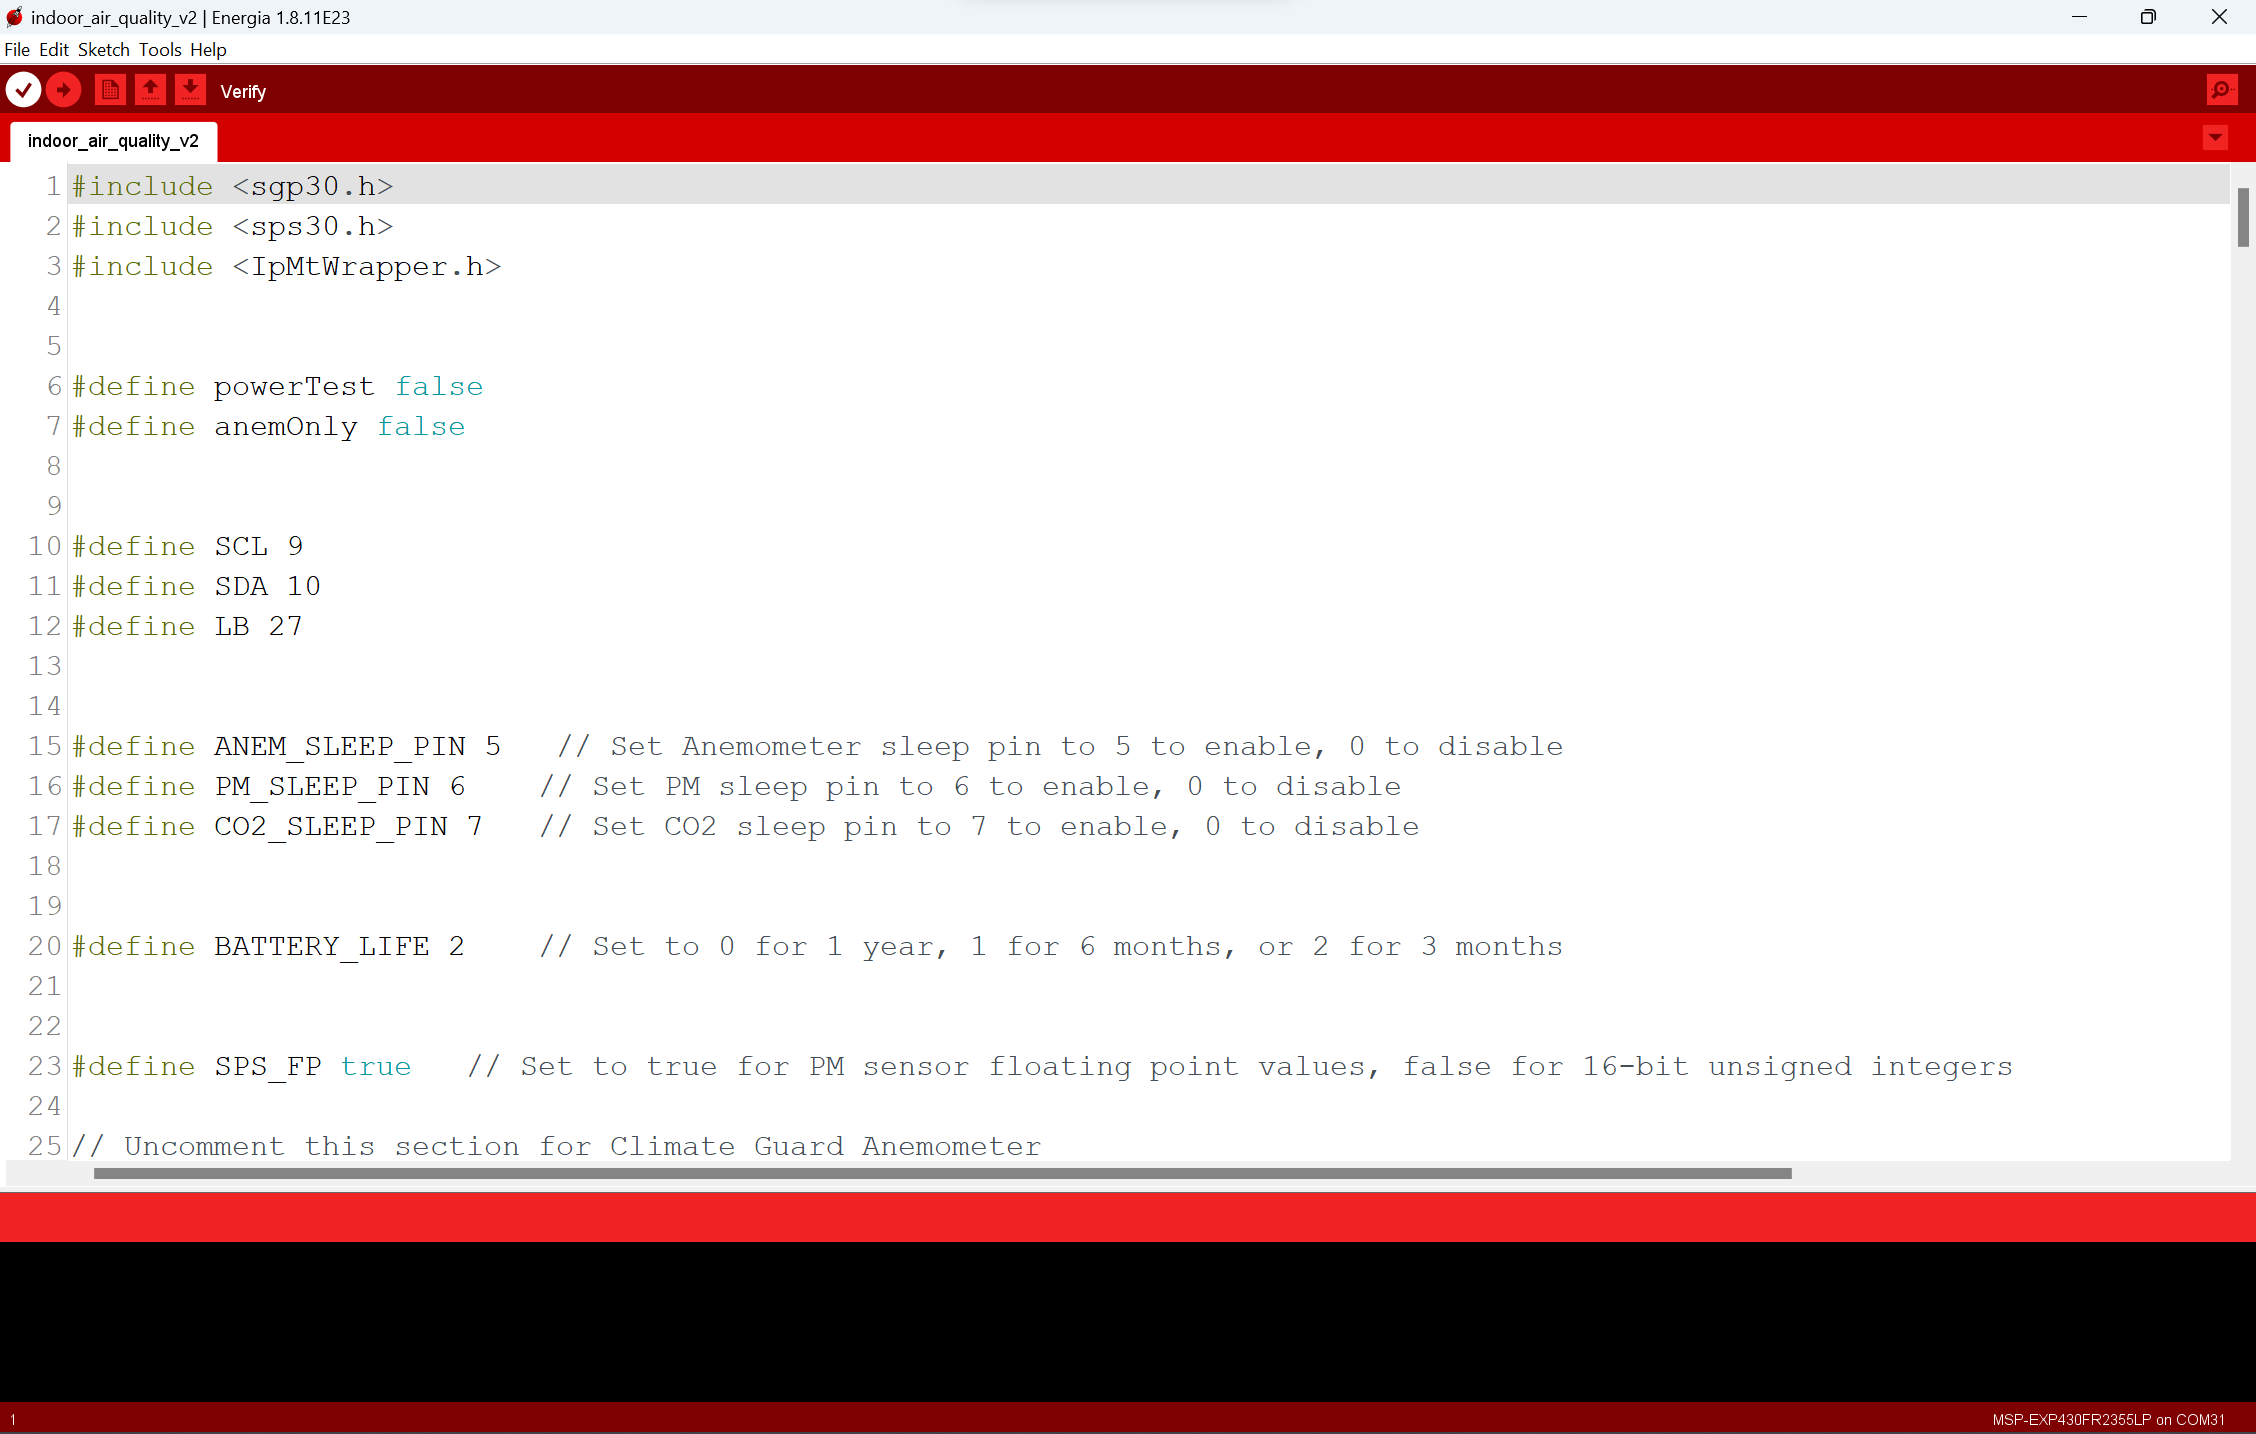 indoor_air_quality_v2 | Energia 1.8.11E23
File Edit Sketch Tools Help
Verify
indoor_air_quality_v2
1 #include <sgp30.h>
2 #include <sps30.h>
3 #include <IpMtWrapper.h>
4
5
6 #define powerTest false
7 #define anemOnly false
8
9
10 #define SCL 9
11 #define SDA 10
12 #define LB 27
13
14
15 #define ANEM_SLEEP_PIN 5   // Set Anemometer sleep pin to 5 to enable, 0 to disable
16 #define PM_SLEEP_PIN 6    // Set PM sleep pin to 6 to enable, 0 to disable
17 #define CO2_SLEEP_PIN 7   // Set CO2 sleep pin to 7 to enable, 0 to disable
18
19
20 #define BATTERY_LIFE 2    // Set to 0 for 1 year, 1 for 6 months, or 2 for 3 months
21
22
23 #define SPS_FP true   // Set to true for PM sensor floating point values, false for 16-bit unsigned integers
24
25 // Uncomment this section for Climate Guard Anemometer
1
MSP-EXP430FR2355LP on COM31